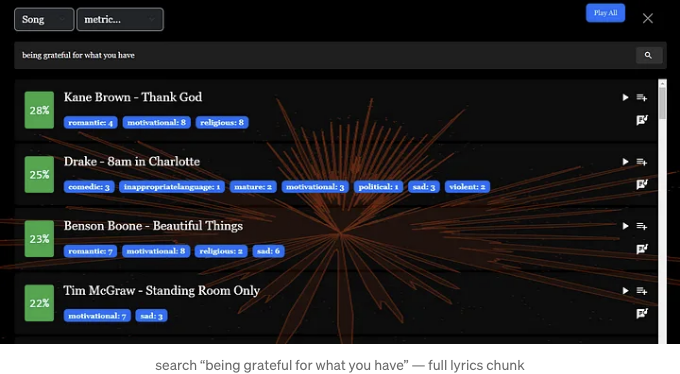 Song metric... Play All
being grateful for what you have
28% Kane Brown - Thank God
romantic: 4 motivational: 8 religious: 8
25% Drake - 8am in Charlotte
comedic: 3 inappropriatelanguage: 1 mature: 2 motivational: 3 political: 1 sad: 3 violent: 2
23% Benson Boone - Beautiful Things
romantic: 7 motivational: 8 religious: 2 sad: 6
22% Tim McGraw - Standing Room Only
motivational: 7 sad: 3
search “being grateful for what you have” — full lyrics chunk